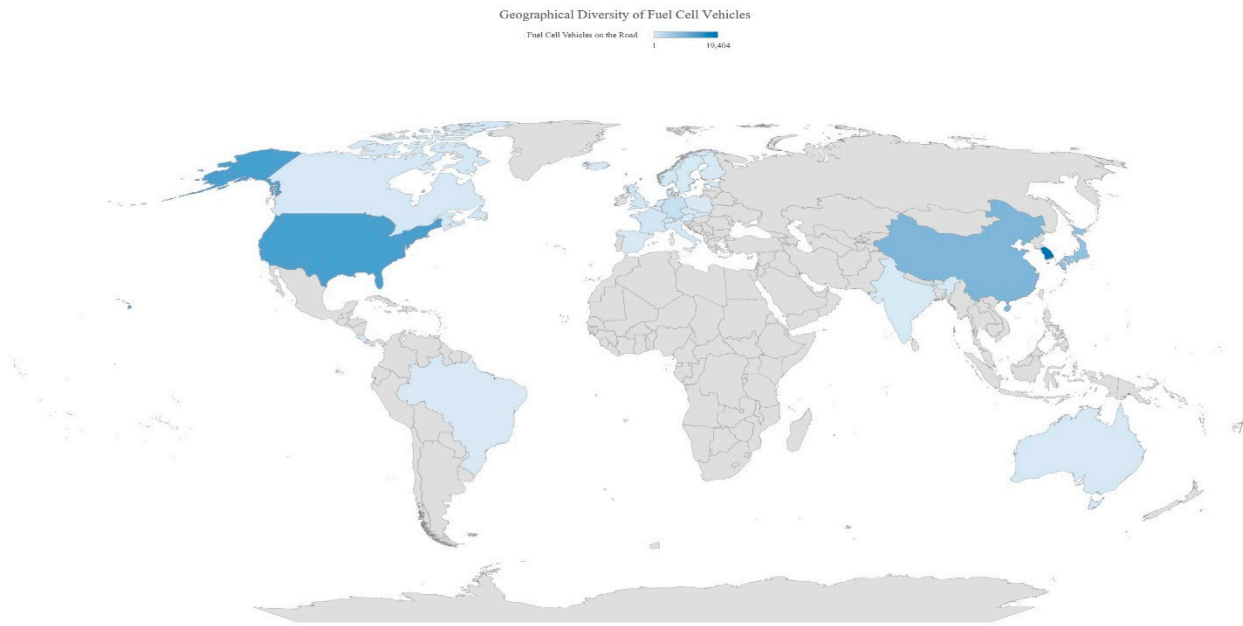 Geographical Diversity of Fuel Cell Vehicles
Fuel Cell Vehicles on the Road
1 19,404